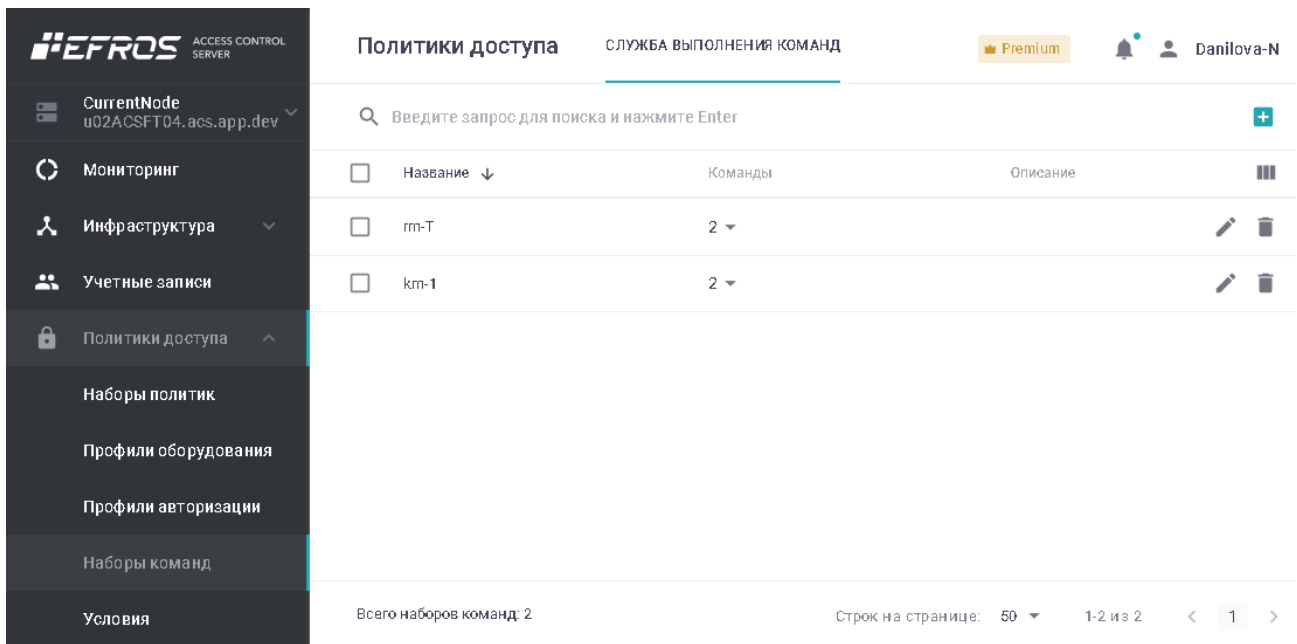 EFROS ACCESS CONTROL
SERVER
Политики доступа СЛУЖБА ВЫПОЛНЕНИЯ КОМАНД Premium Danilova-N
CurrentNode
u02ACSFT04.acs.app.dev
Введите запрос для поиска и нажмите Enter
Мониторинг
Название Команды Описание
Инфраструктура
rm-T 2
Учетные записи
km-1 2
Политики доступа
Наборы политик
Профили оборудования
Профили авторизации
Наборы команд
Условия
Всего наборов команд: 2 Строк на странице: 50 1-2 из 2 < 1 >